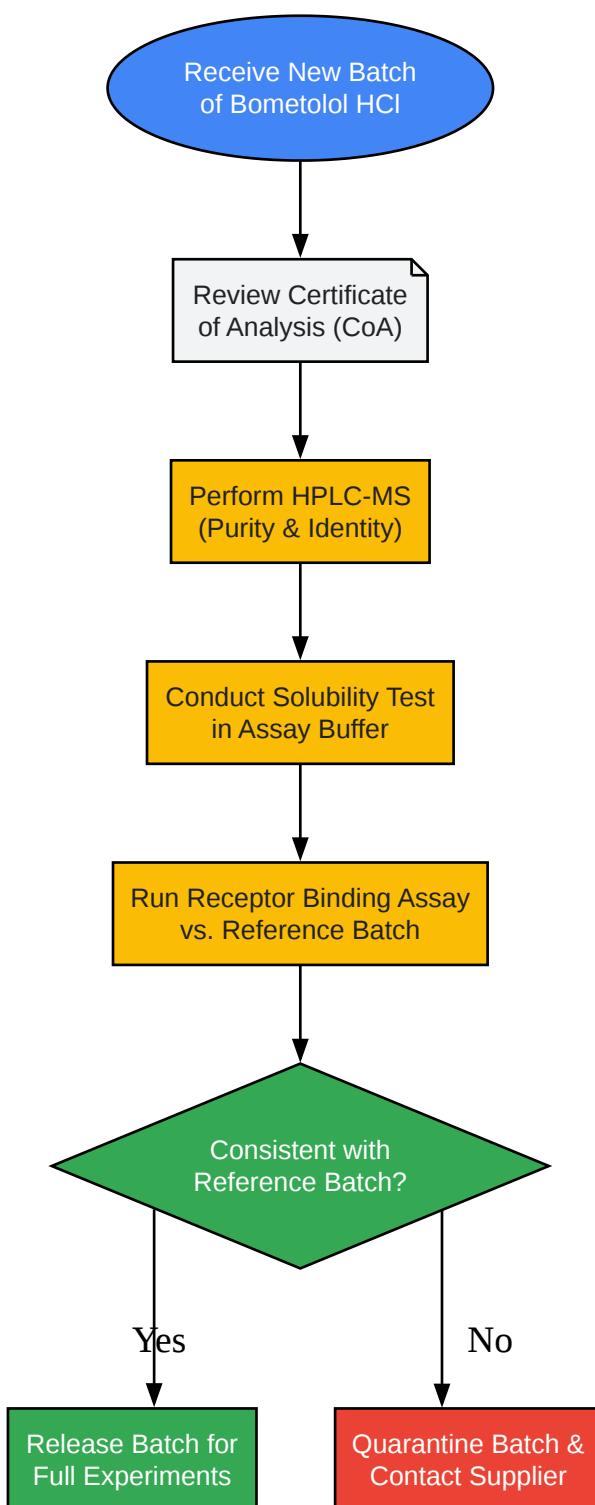 Receive New Batch
of Bometolol HCl
Review Certificate
of Analysis (CoA)
Perform HPLC-MS
(Purity & Identity)
Conduct Solubility Test
in Assay Buffer
Run Receptor Binding Assay
vs. Reference Batch
Consistent with
Reference Batch?
Yes
No
Release Batch for
Full Experiments
Quarantine Batch &
Contact Supplier